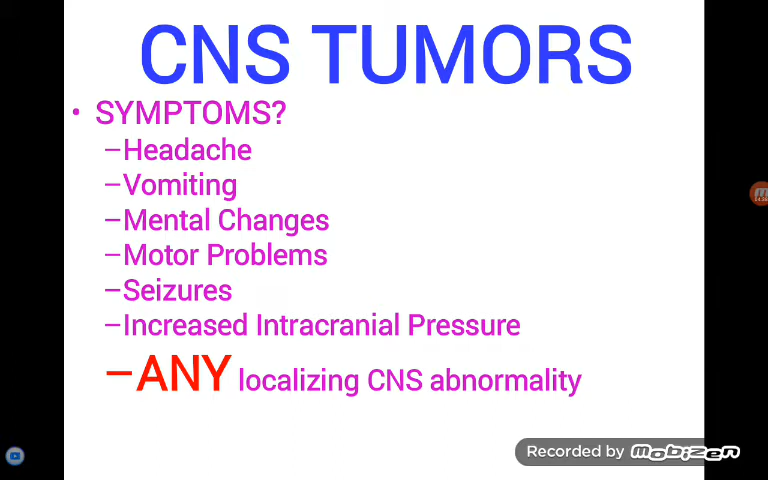 CNS TUMORS
• SYMPTOMS?
–Headache
–Vomiting
–Mental Changes
–Motor Problems
–Seizures
–Increased Intracranial Pressure
–ANY localizing CNS abnormality
Recorded by mobizen